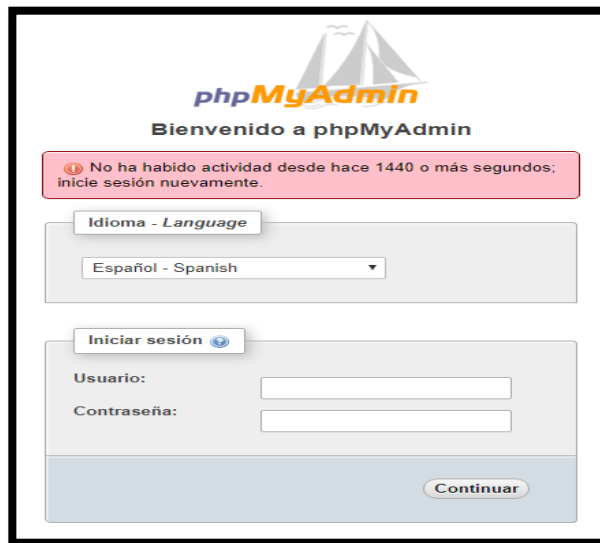 phpMyAdmin
Bienvenido a phpMyAdmin
No ha habido actividad desde hace 1440 o más segundos;
inicie sesión nuevamente.
Idioma - Language
Español - Spanish
Iniciar sesión
Usuario:
Contraseña:
Continuar